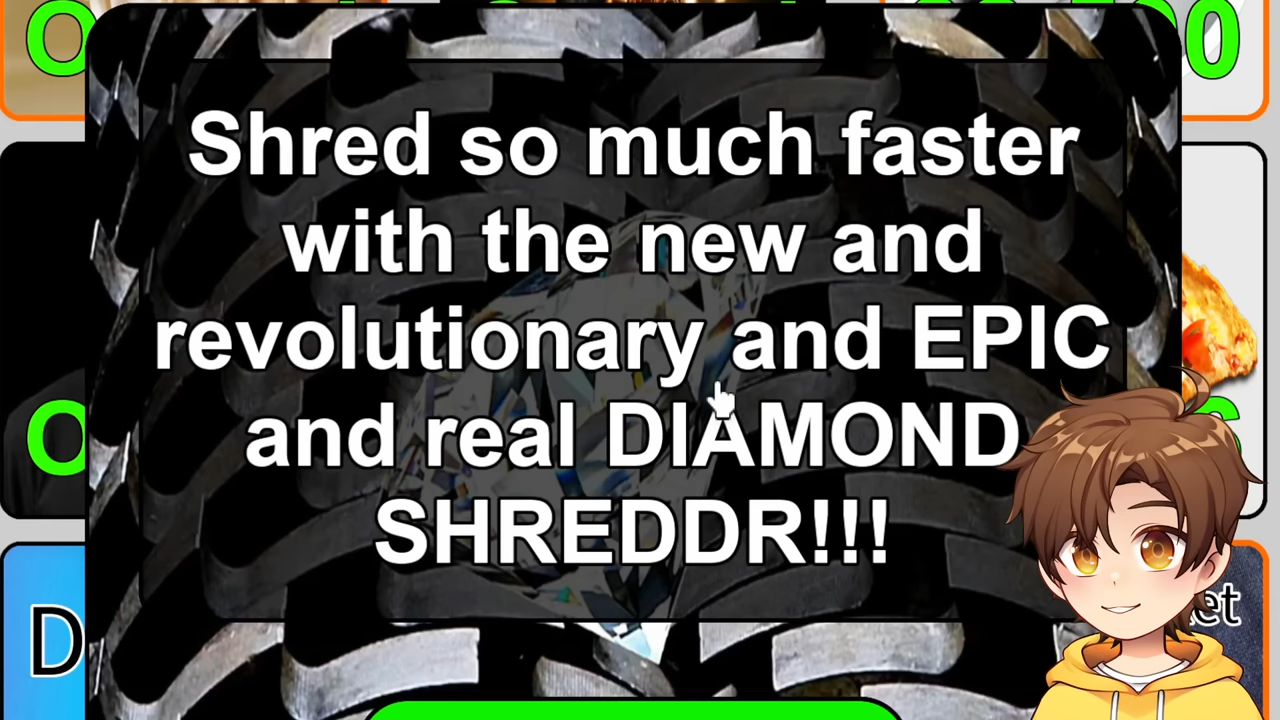 Shred so much faster
with the new and
revolutionary and EPIC
and real DIAMOND
SHREDDR!!!